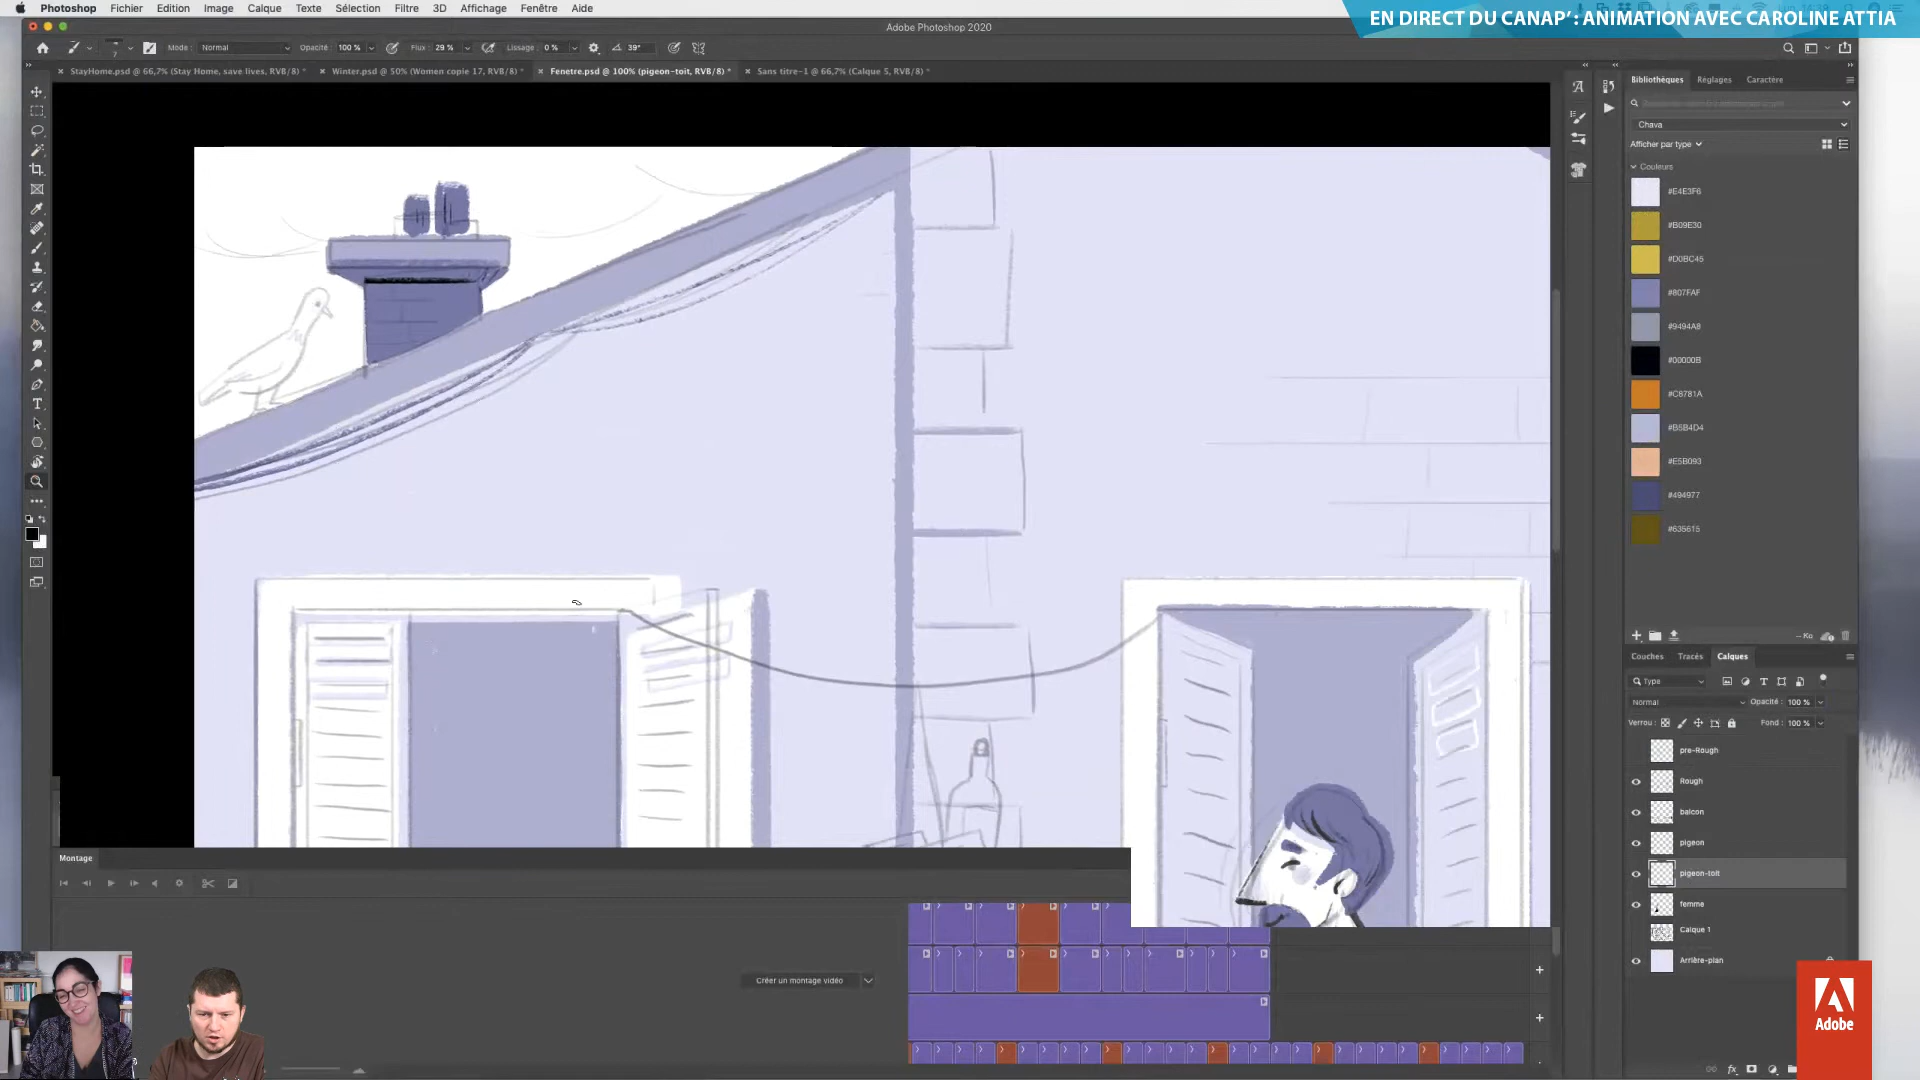 Photoshop Fichier Edition Image Calque Texte Sélection Filtre 3D Affichage Fenêtre Aide
EN DIRECT DU CANAP' : ANIMATION AVEC CAROLINE ATTIA
Adobe Photoshop 2020
7 Mode : Normal Opacité : 100 % Flux : 29 % Lissage : 0 % 39°
StayHome.psd @ 66,7% (Stay Home, save lives, RVB/8) *
Winter.psd @ 50% (Women copie 17, RVB/8) *
Fenetre.psd @ 100% (pigeon-toit, RVB/8) *
Sans titre-1 @ 66,7% (Calque 5, RVB/8) *
Bibliothèques Réglages Caractère
Chava
Afficher par type
Couleurs
#E4E3F6
#B09E30
#D0BC45
#807FAF
#9494A8
#00000B
#C8781A
#B5B4D4
#E5B093
#494977
#635615
-- Ko
Couches Tracés Calques
Type
Normal Opacité : 100 %
Verrou : Fond : 100 %
pre-Rough
Rough
balcon
pigeon
pigeon-toit
femme
Calque 1
Arrière-plan
Montage
Créer un montage vidéo
Adobe